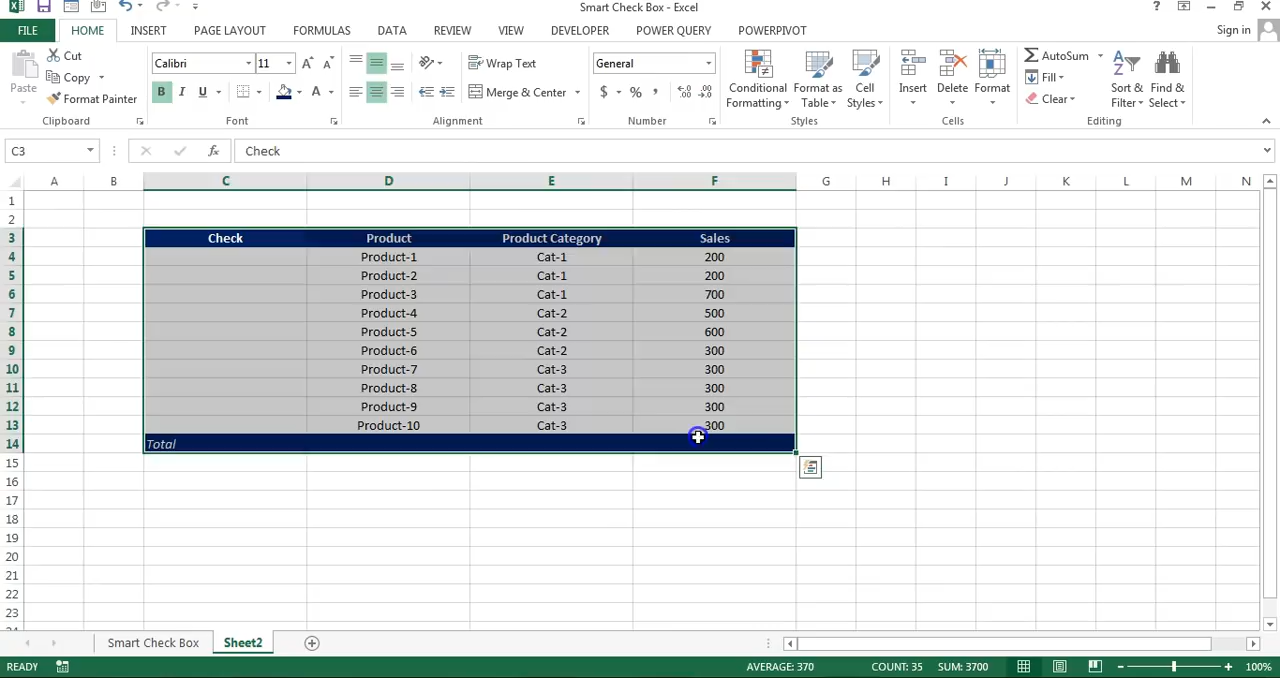 Smart Check Box - Excel
?
FILE HOME INSERT PAGE LAYOUT FORMULAS DATA REVIEW VIEW DEVELOPER POWER QUERY POWERPIVOT Sign in
Paste
Cut
Copy
Format Painter
Calibri 11
B I U
Wrap Text
Merge & Center
General
$ % ,
Conditional Formatting
Format as Table
Cell Styles
Insert Delete Format
AutoSum
Fill
Clear
Sort & Filter
Find & Select
Clipboard Font Alignment Number Styles Cells Editing
C3 fx Check
A B C D E F G H I J K L M N
1
2
3 Check Product Product Category Sales
4 Product-1 Cat-1 200
5 Product-2 Cat-1 200
6 Product-3 Cat-1 700
7 Product-4 Cat-2 500
8 Product-5 Cat-2 600
9 Product-6 Cat-2 300
10 Product-7 Cat-3 300
11 Product-8 Cat-3 300
12 Product-9 Cat-3 300
13 Product-10 Cat-3 300
14 Total
15
16
17
18
19
20
21
22
23
Smart Check Box Sheet2
READY AVERAGE: 370 COUNT: 35 SUM: 3700 100%